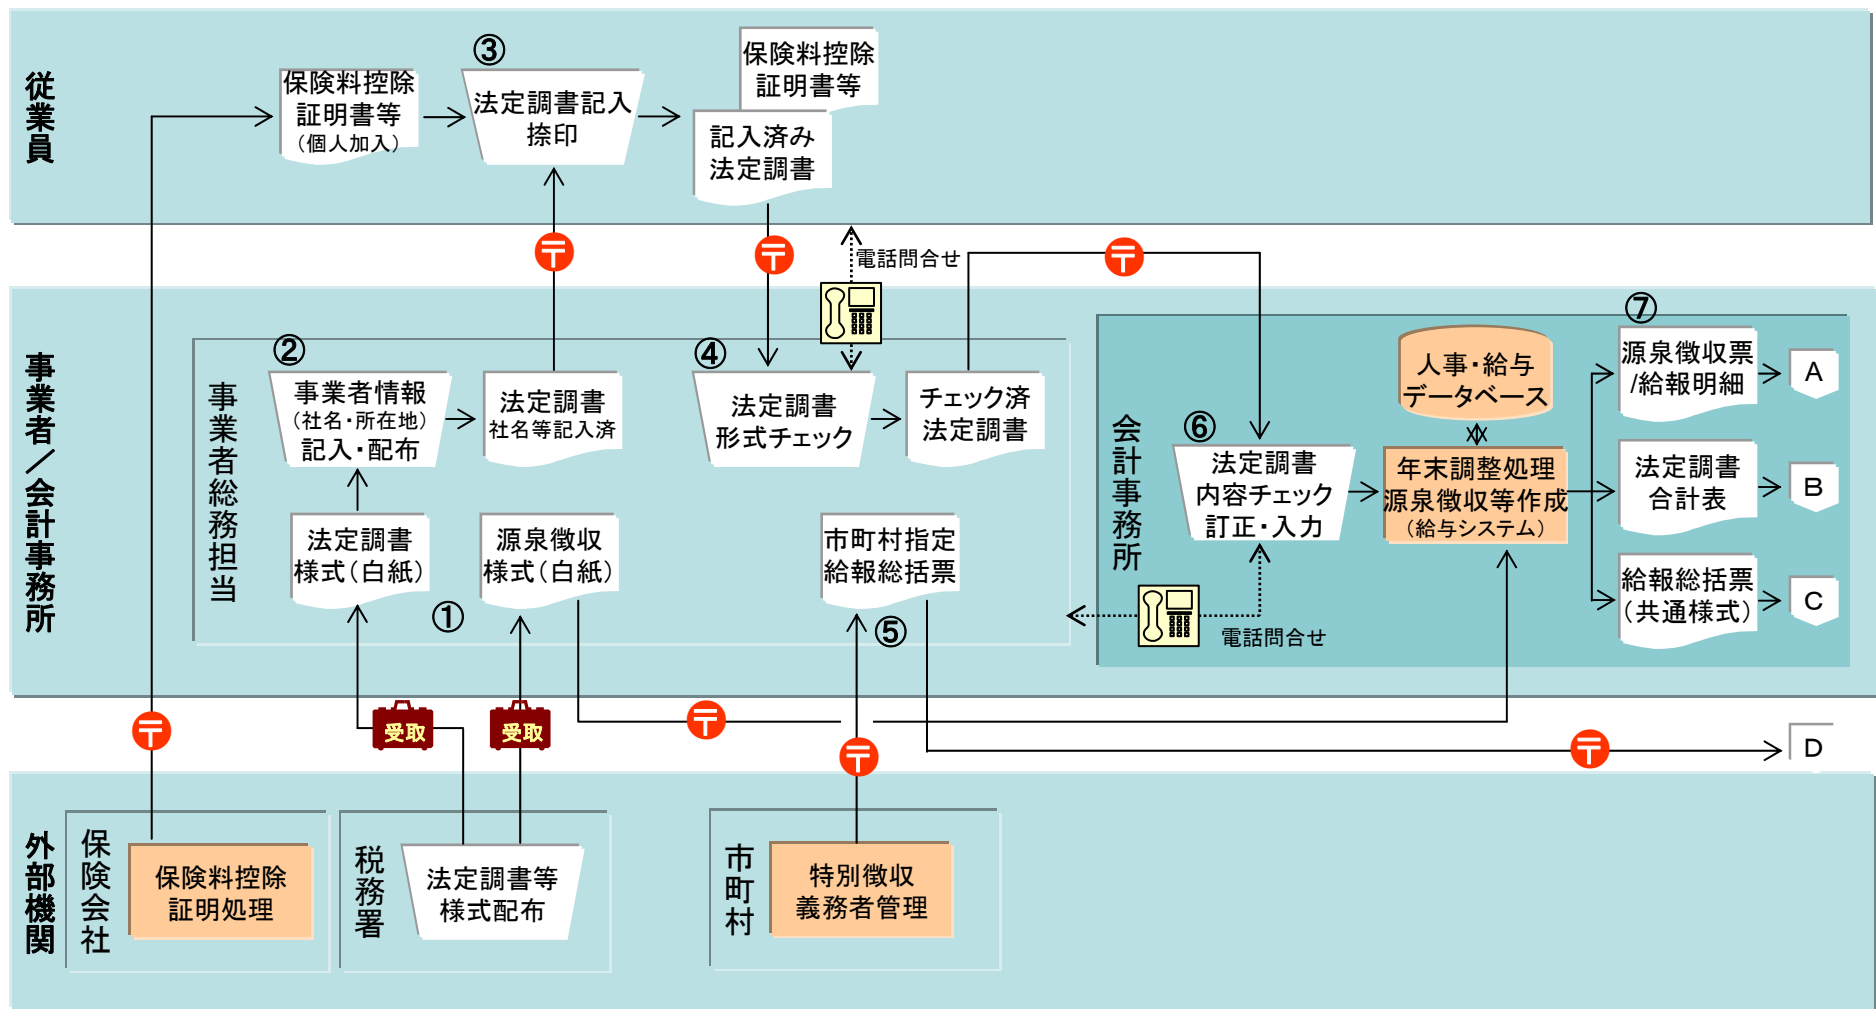 従業員
保険料控除
証明書等
（個人加入）
③
法定調書記入
捺印
保険料控除
証明書等
記入済み
法定調書
電話問合せ
事業者／会計事務所
事業者総務担当
②
事業者情報
（社名・所在地）
記入・配布
法定調書
社名等記入済
④
法定調書
形式チェック
チェック済
法定調書
法定調書
様式（白紙）
①
源泉徴収
様式（白紙）
市町村指定
給報総括票
⑤
会計事務所
⑥
法定調書
内容チェック
訂正・入力
電話問合せ
人事・給与
データベース
年末調整処理
源泉徴収等作成
（給与システム）
⑦
源泉徴収票
/給報明細
A
法定調書
合計表
B
給報総括票
（共通様式）
C
受取
受取
D
外部機関
保険会社
保険料控除
証明処理
税務署
法定調書等
様式配布
市町村
特別徴収
義務者管理